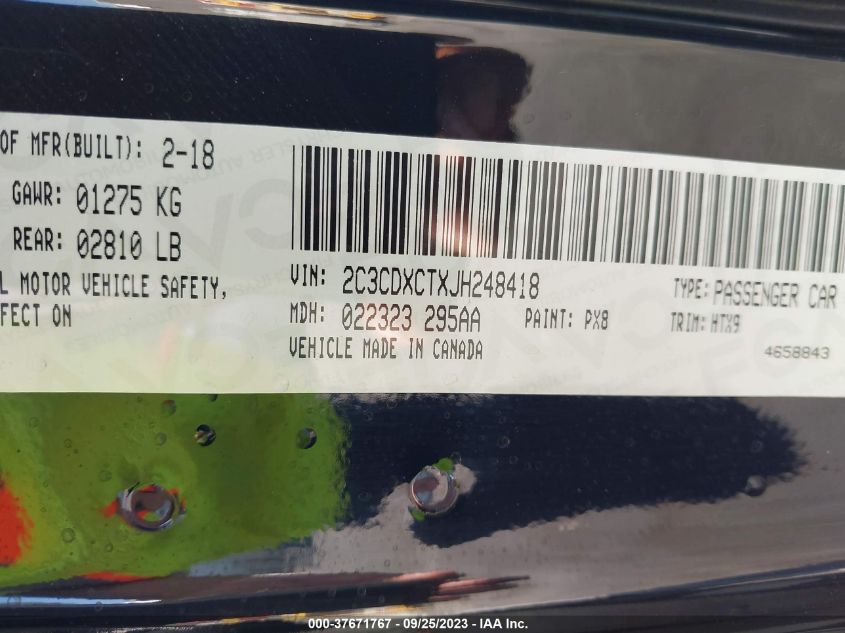 OF MFR(BUILT): 2-18
GAWR: 01275 KG
REAR: 02810 LB
L MOTOR VEHICLE SAFETY,
FECT ON
VIN: 2C3CDXCTXJH248418
TYPE: PASSENGER CAR
MDH: 022323 295AA
PAINT: PX8
TRIM: HTX9
VEHICLE MADE IN CANADA
4658843
000-37671767 - 09/25/2023 - IAA Inc.